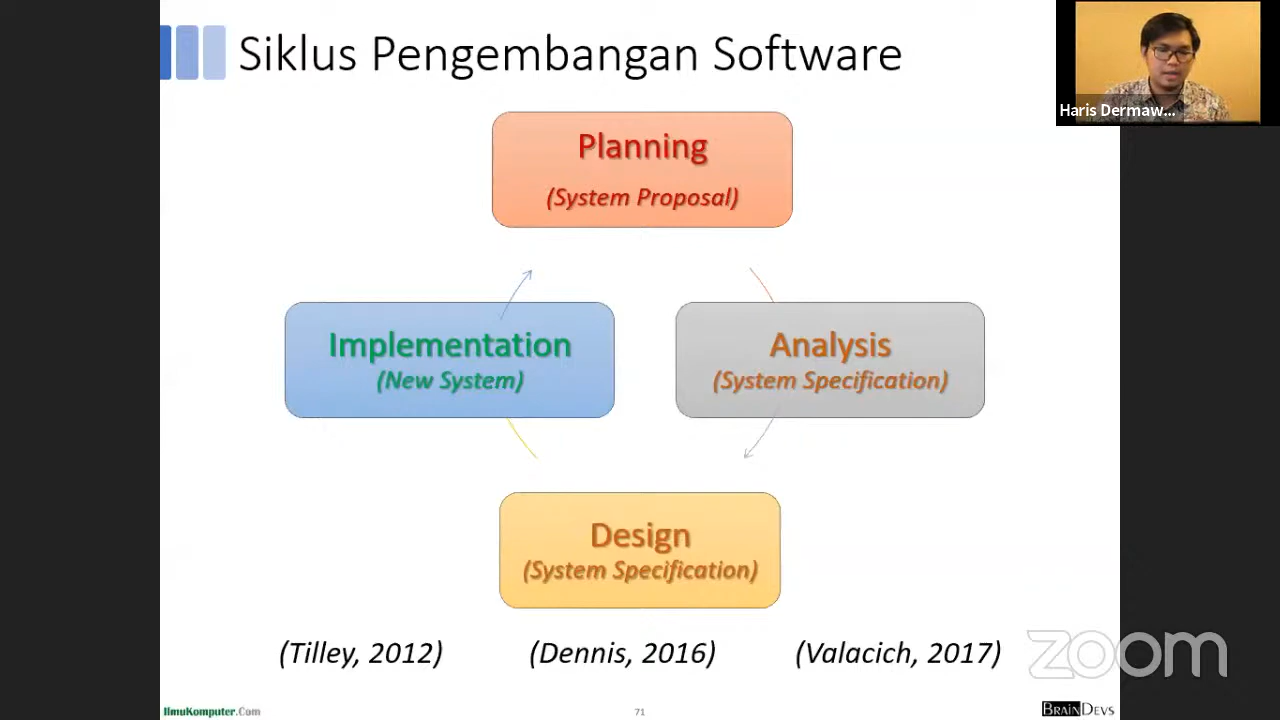 Siklus Pengembangan Software
Haris Dermaw...
Planning
(System Proposal)
Implementation
(New System)
Analysis
(System Specification)
Design
(System Specification)
(Tilley, 2012)
(Dennis, 2016)
(Valacich, 2017)
zoom
IlmuKomputer.Com
71
BRAINDEVS